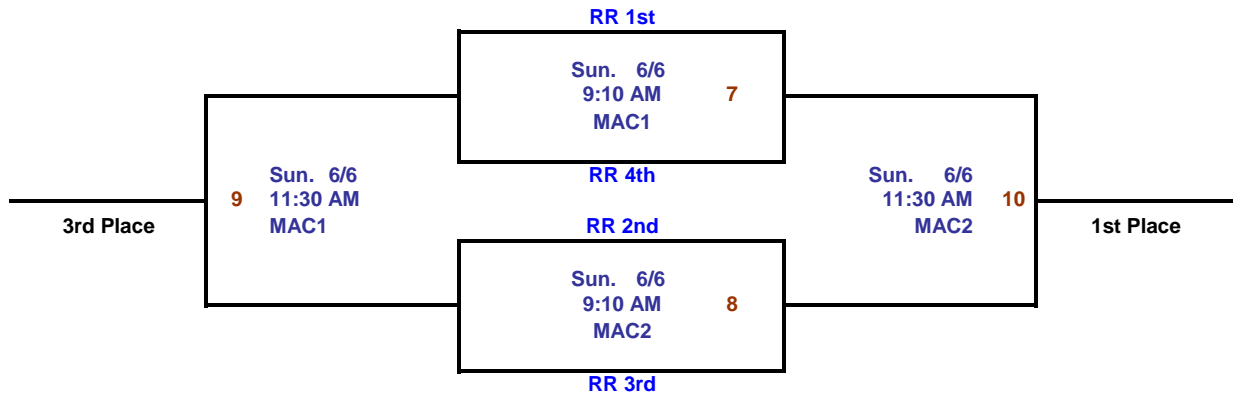 RR 1st
Sun. 6/6
9:10 AM 7
MAC1
RR 4th
Sun. 6/6
9 11:30 AM
MAC1
3rd Place
Sun. 6/6
11:30 AM 10
MAC2
1st Place
RR 2nd
Sun. 6/6
9:10 AM 8
MAC2
RR 3rd